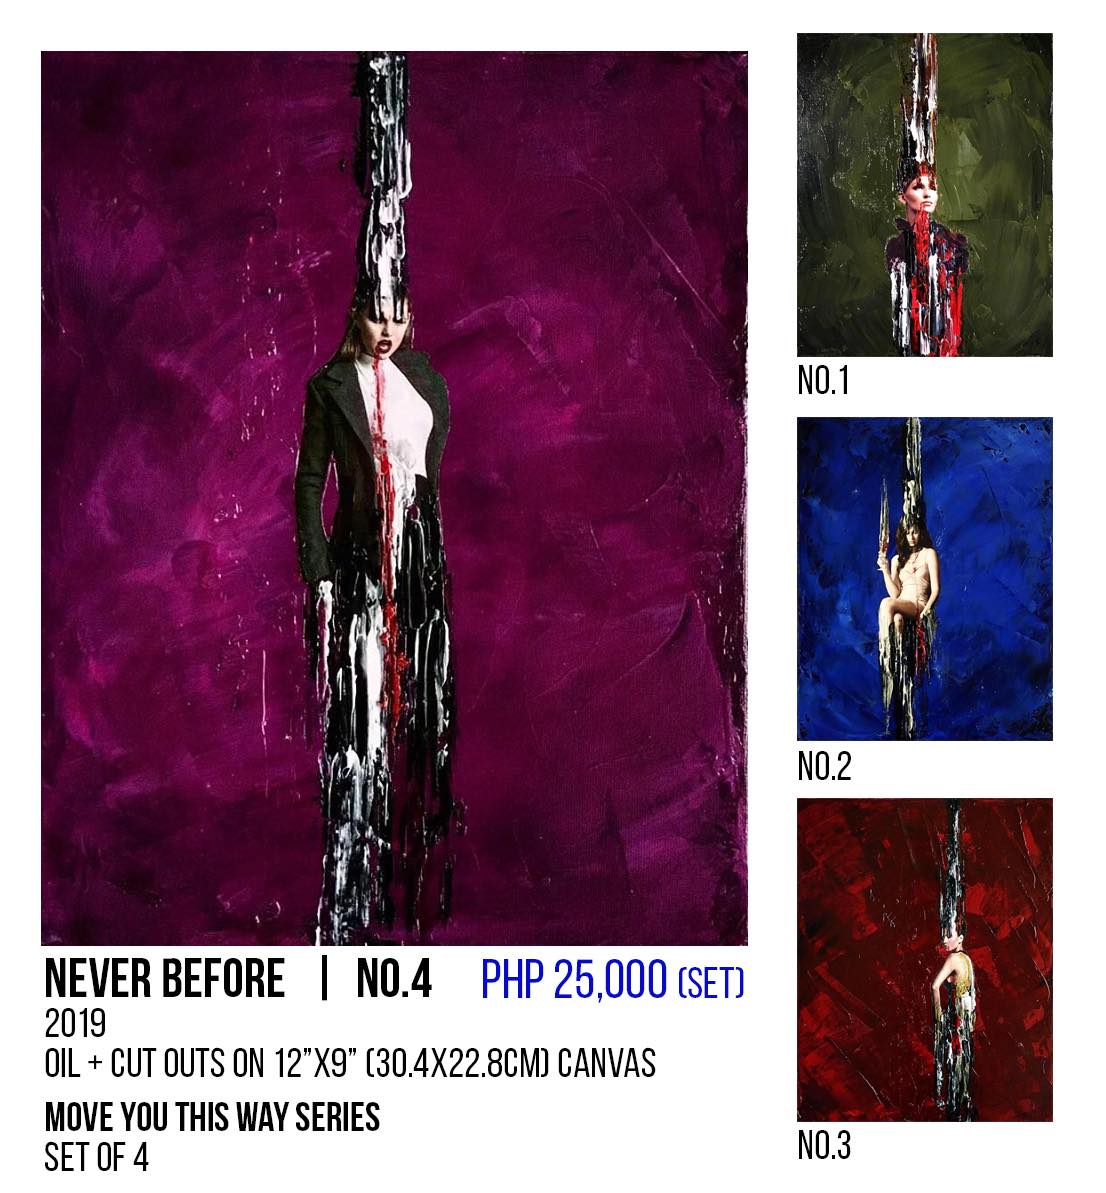 NEVER BEFORE | NO.4 PHP 25,000 (SET)
2019
OIL + CUT OUTS ON 12”X9” (30.4X22.8CM) CANVAS
MOVE YOU THIS WAY SERIES
SET OF 4
NO.1
NO.2
NO.3